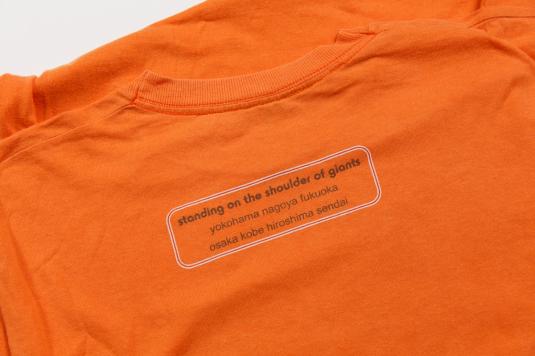 standing on the shoulder of giants
yokohama nagoya fukuoka
osaka kobe hiroshima sendai